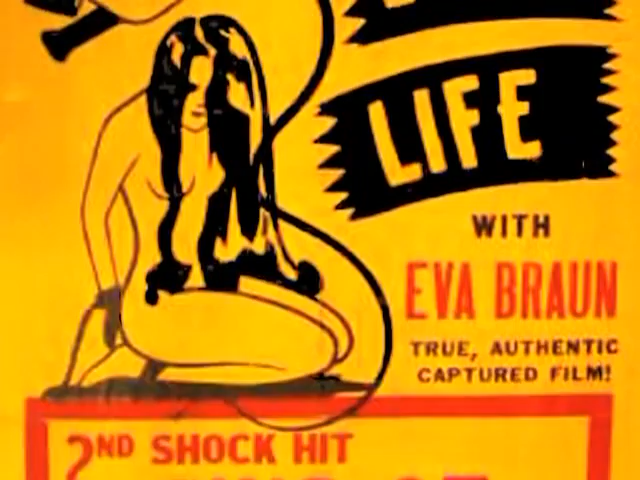 LIFE
WITH
EVA BRAUN
TRUE, AUTHENTIC
CAPTURED FILM!
2ND SHOCK HIT